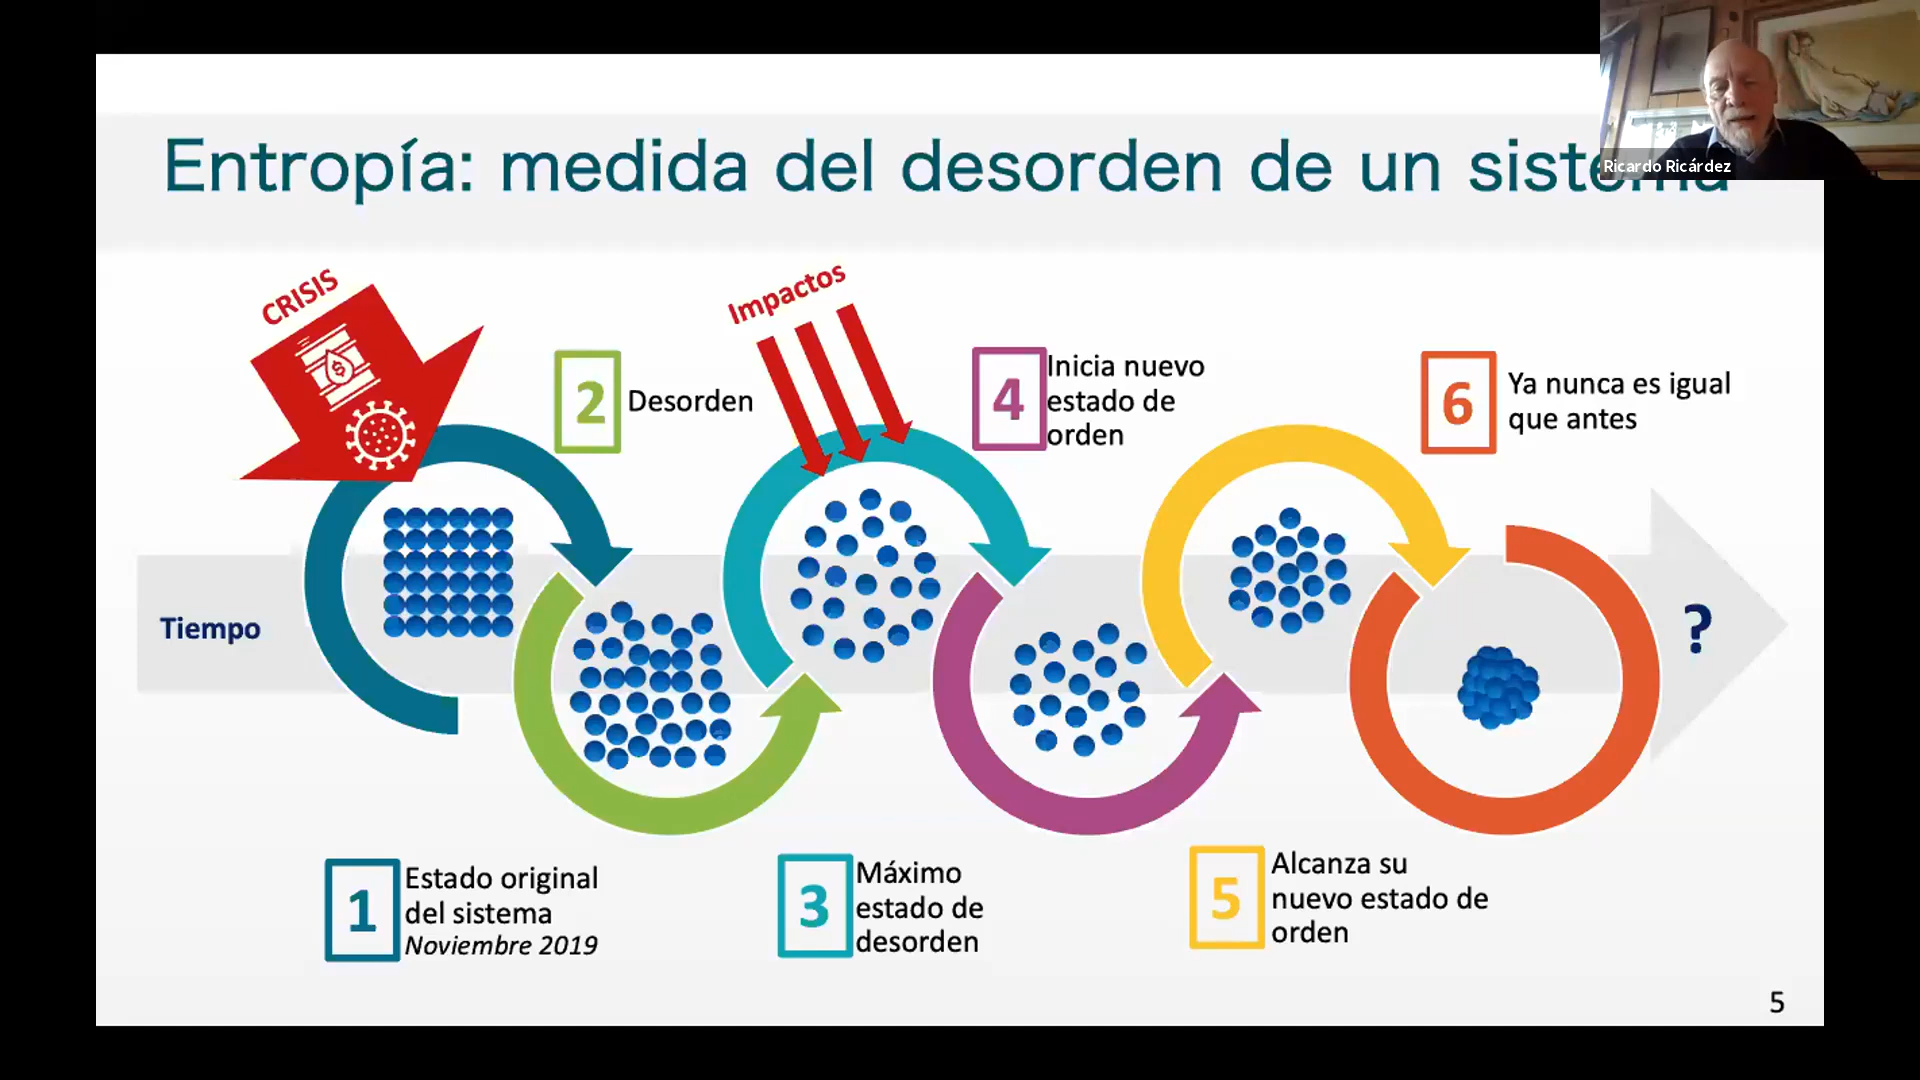 Entropía: medida del desorden de un sistema
Ricardo Ricárdez
CRISIS
$
Impactos
2
Desorden
4
Inicia nuevo
estado de
orden
6
Ya nunca es igual
que antes
Tiempo
?
1
Estado original
del sistema
Noviembre 2019
3
Máximo
estado de
desorden
5
Alcanza su
nuevo estado de
orden
5